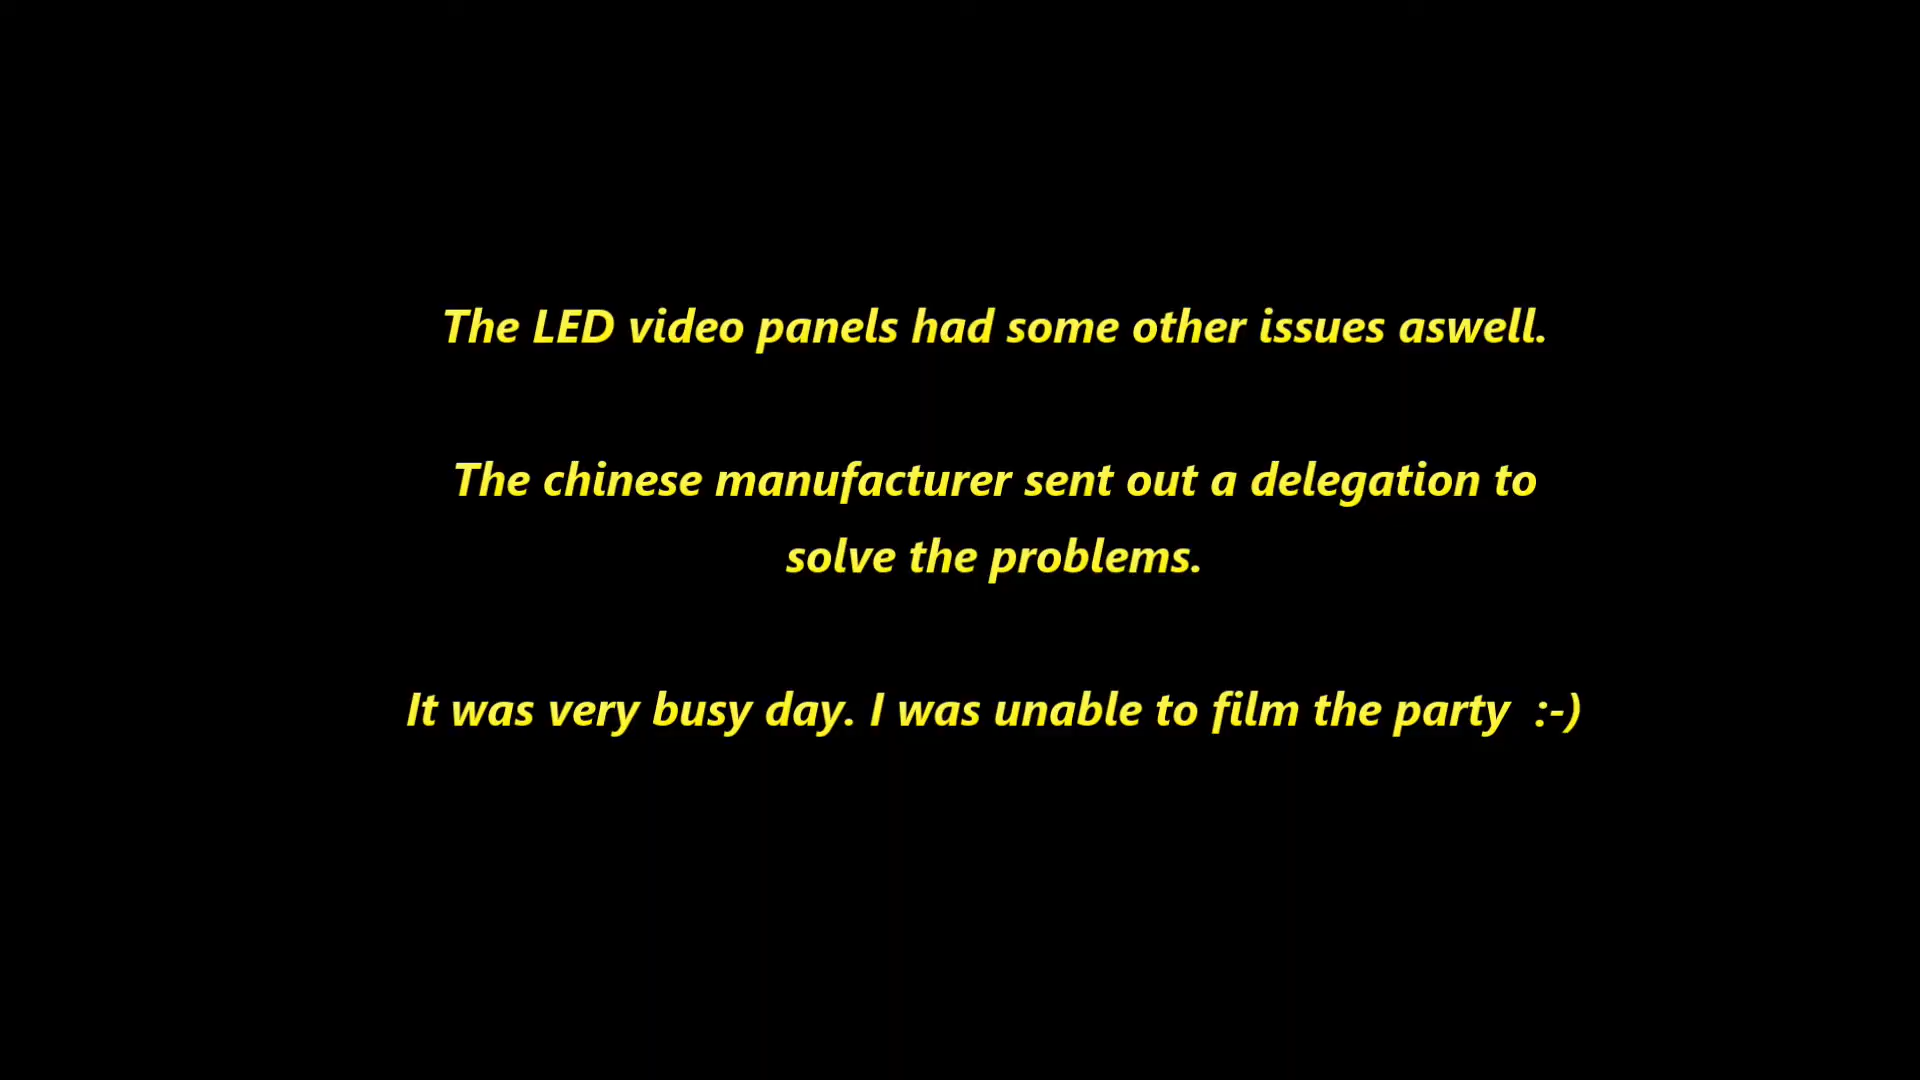 The LED video panels had some other issues aswell.
The chinese manufacturer sent out a delegation to
solve the problems.
It was very busy day. I was unable to film the party  :-)